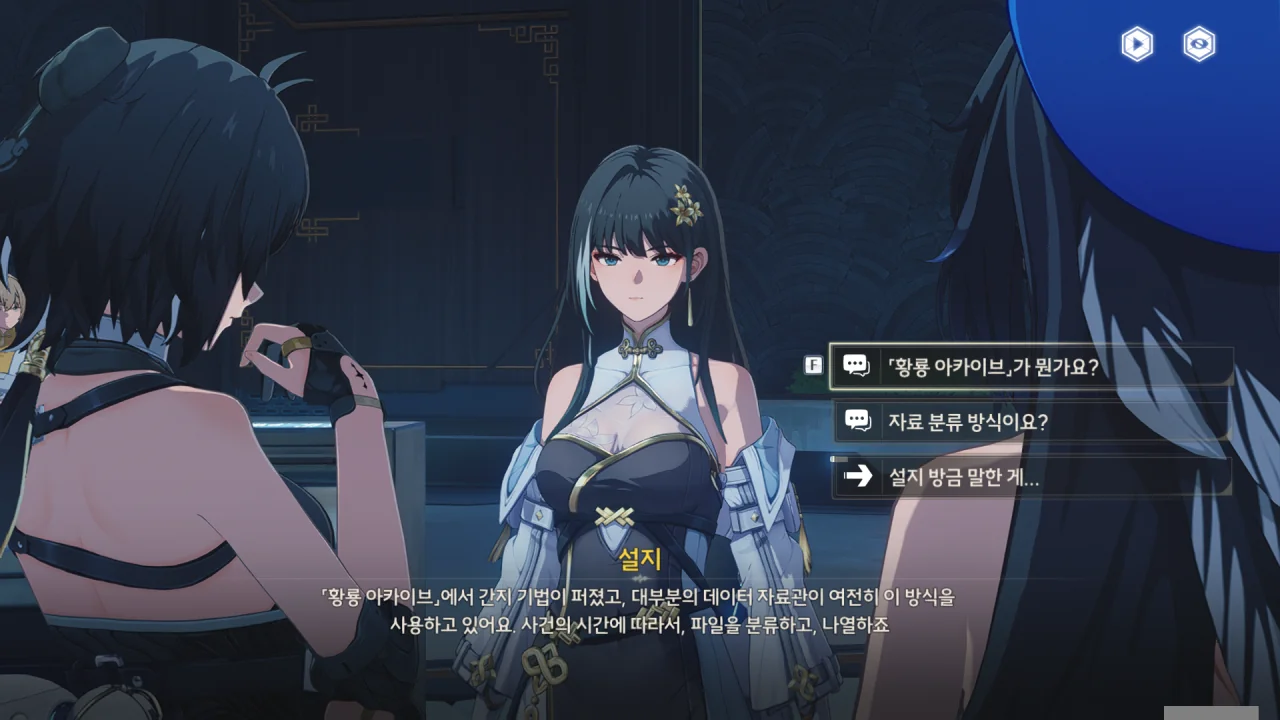 F
「황룡 아카이브」가 뭔가요?
자료 분류 방식이요?
설지 방금 말한 게...
설지
「황룡 아카이브」에서 간지 기법이 퍼졌고, 대부분의 데이터 자료관이 여전히 이 방식을
사용하고 있어요. 사건의 시간에 따라서, 파일을 분류하고, 나열하죠